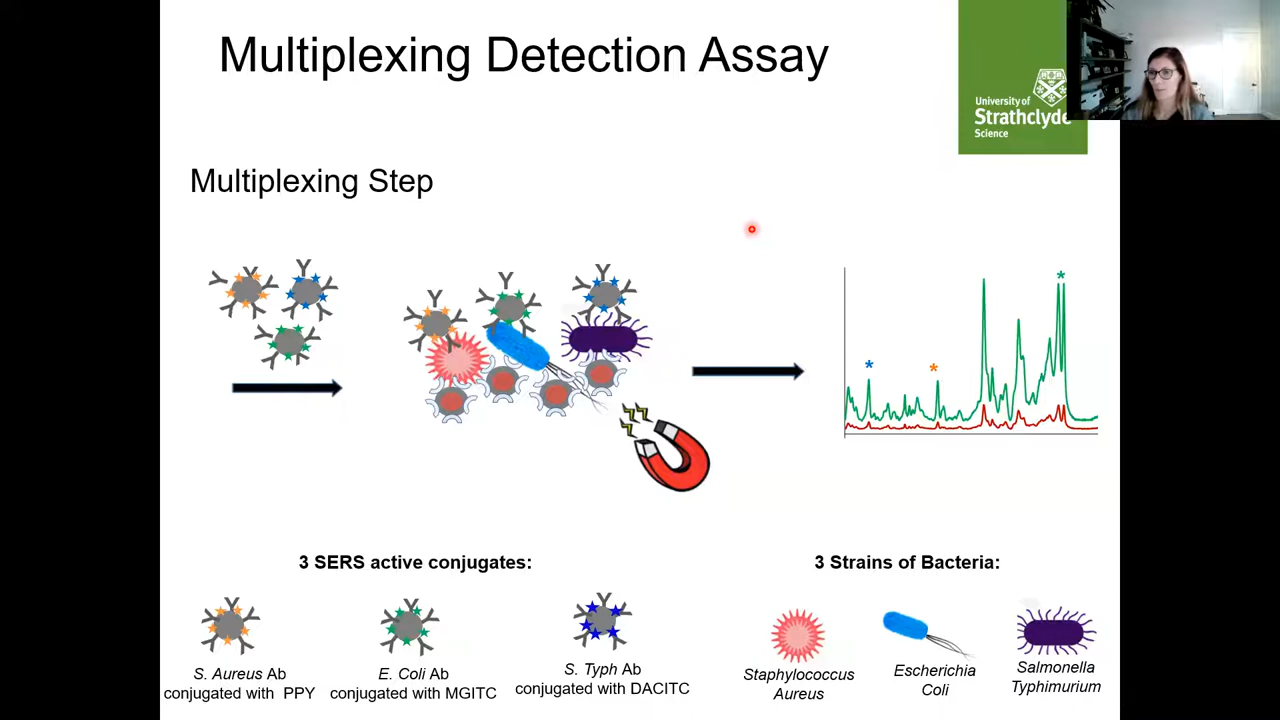 Multiplexing Detection Assay
University of
Strathclyde
Science
Multiplexing Step
*
*
*
3 SERS active conjugates:
3 Strains of Bacteria:
S. Aureus Ab
conjugated with PPY
E. Coli Ab
conjugated with MGITC
S. Typh Ab
conjugated with DACITC
Staphylococcus
Aureus
Escherichia
Coli
Salmonella
Typhimurium